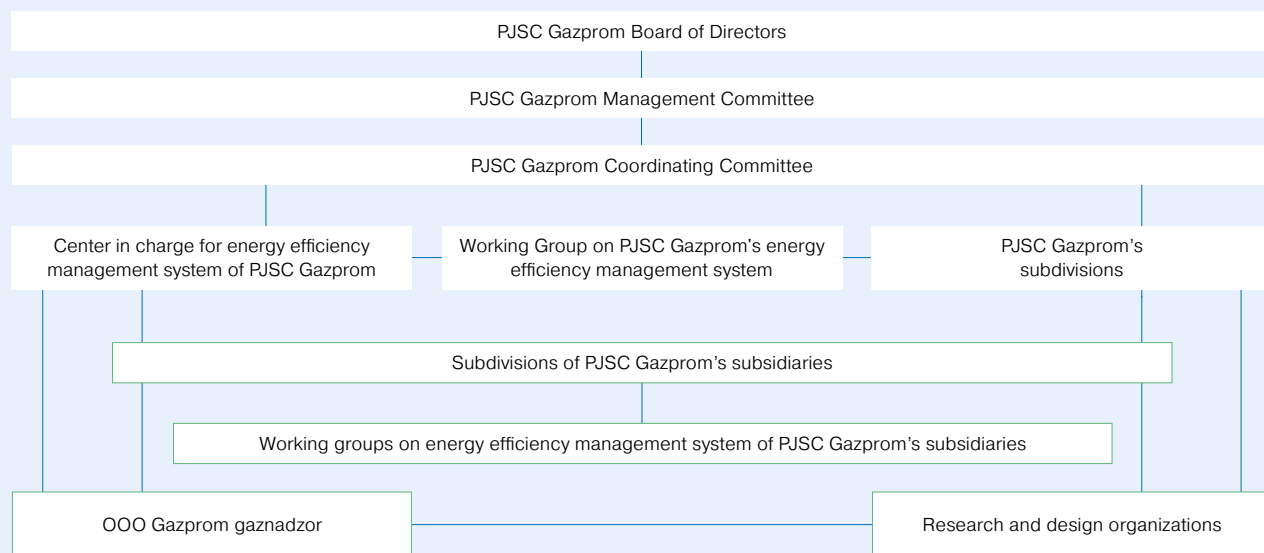 PJSC Gazprom Board of Directors
PJSC Gazprom Management Committee
PJSC Gazprom Coordinating Committee
Center in charge for energy efficiency
management system of PJSC Gazprom
Working Group on PJSC Gazprom’s energy
efficiency management system
PJSC Gazprom’s
subdivisions
Subdivisions of PJSC Gazprom’s subsidiaries
Working groups on energy efficiency management system of PJSC Gazprom’s subsidiaries
OOO Gazprom gaznadzor
Research and design organizations